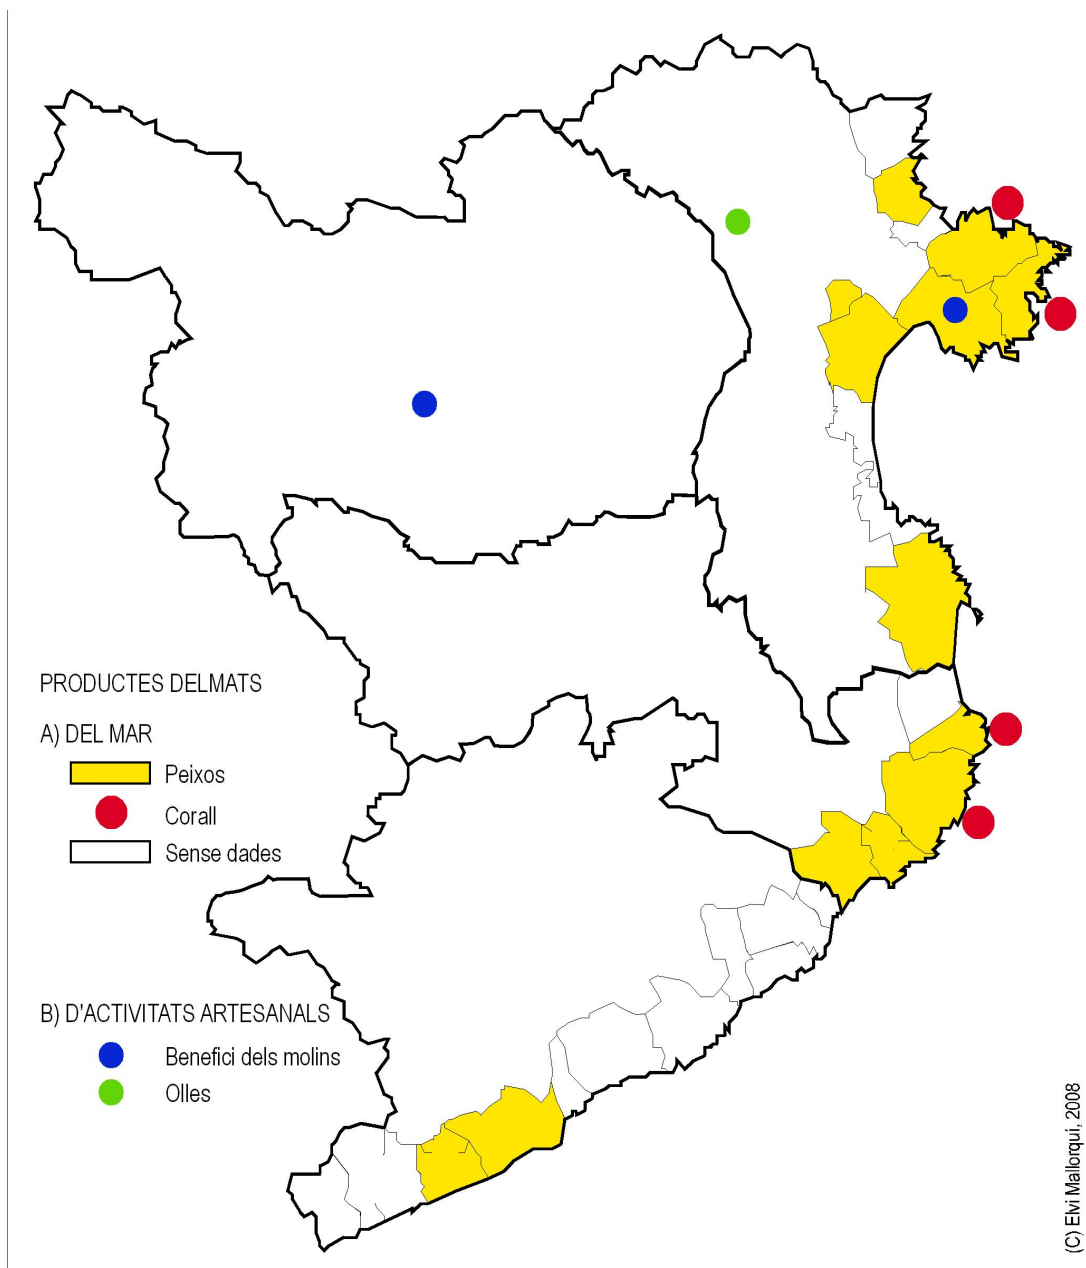 PRODUCTES DELMATS
A) DEL MAR
Peixos
Corall
Sense dades
B) D'ACTIVITATS ARTESANALS
Benefici dels molins
Olles
(C) Elvi Mallorquí, 2008